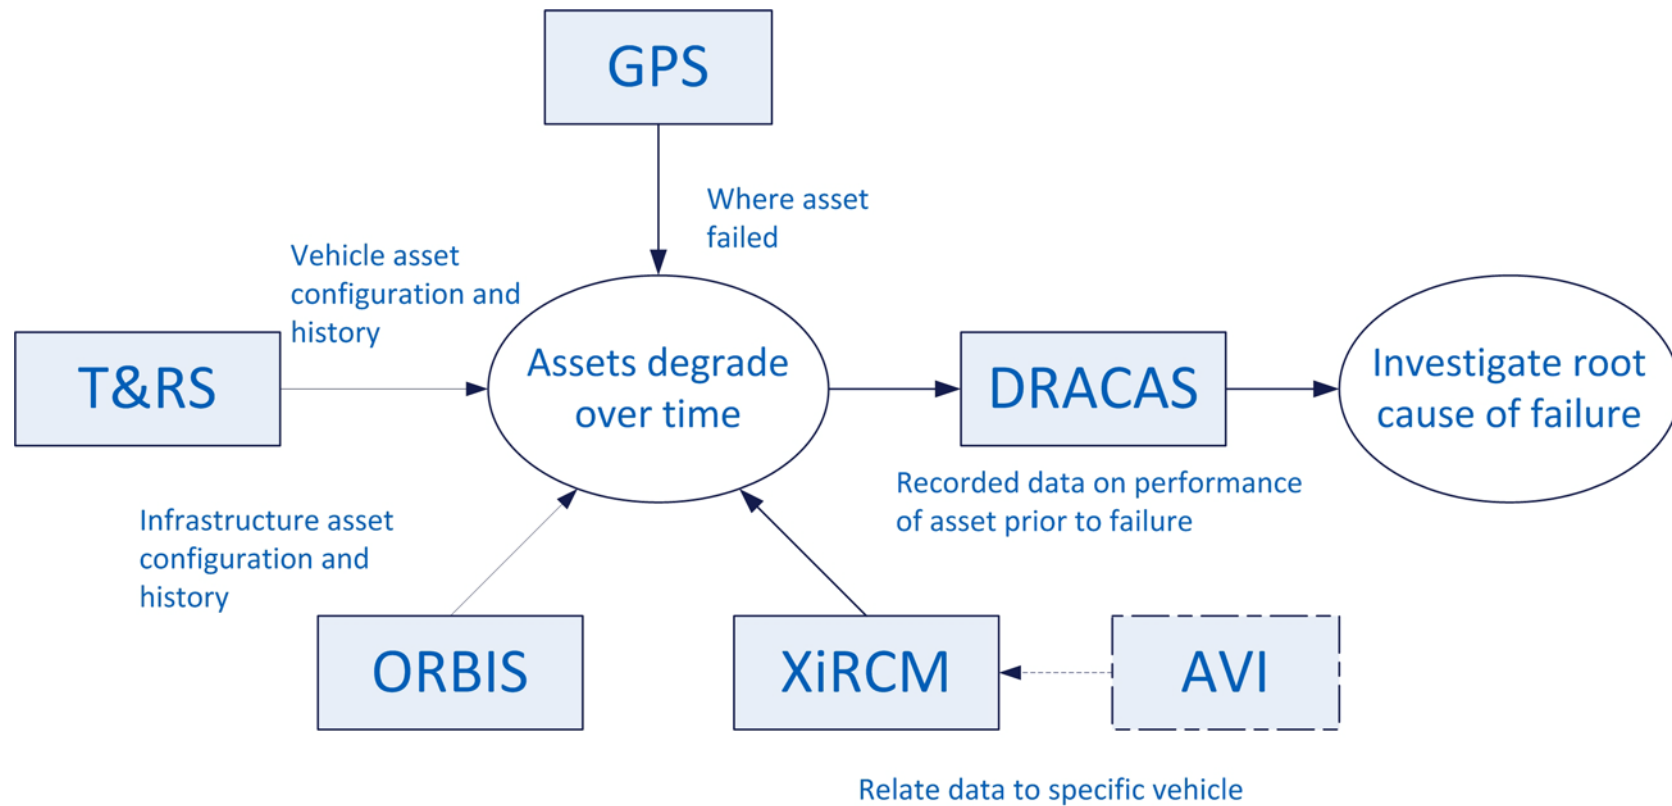 GPS
Where asset
failed
Vehicle asset
configuration and
history
T&RS
Assets degrade
over time
DRACAS
Investigate root
cause of failure
Recorded data on performance
of asset prior to failure
Infrastructure asset
configuration and
history
ORBIS
XiRCM
AVI
Relate data to specific vehicle